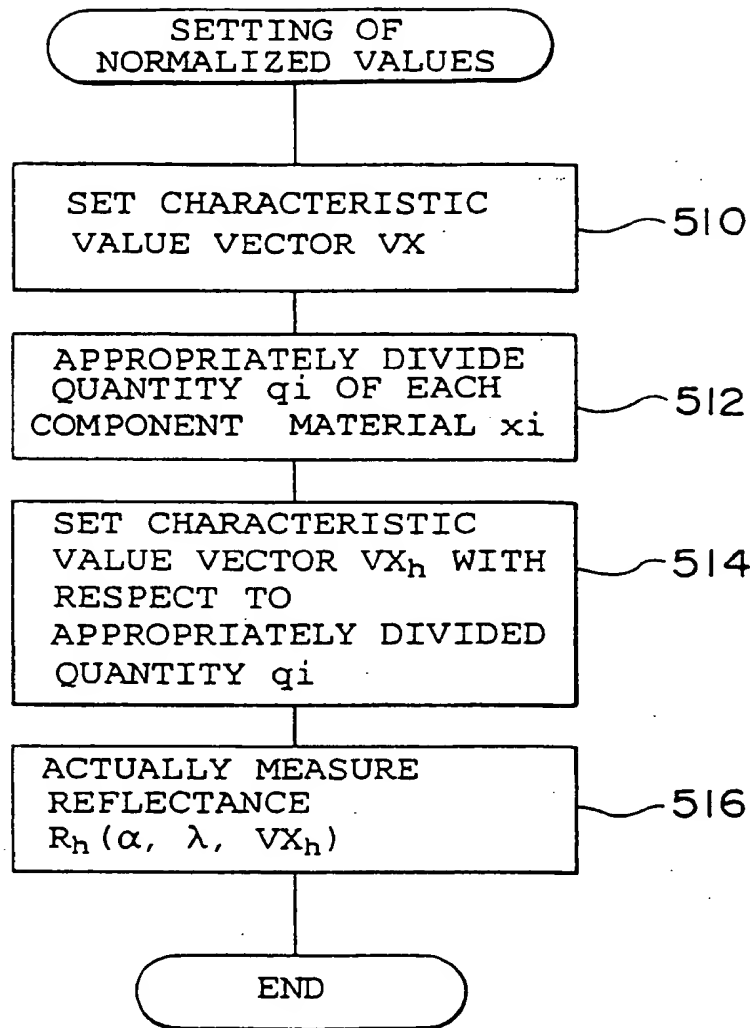 SETTING OF
NORMALIZED VALUES
SET CHARACTERISTIC
VALUE VECTOR VX
510
APPROPRIATELY DIVIDE
QUANTITY qi OF EACH
COMPONENT MATERIAL xi
512
SET CHARACTERISTIC
VALUE VECTOR VXh WITH
RESPECT TO
APPROPRIATELY DIVIDED
QUANTITY qi
514
ACTUALLY MEASURE
REFLECTANCE
Rh (α, λ, VXh)
516
END